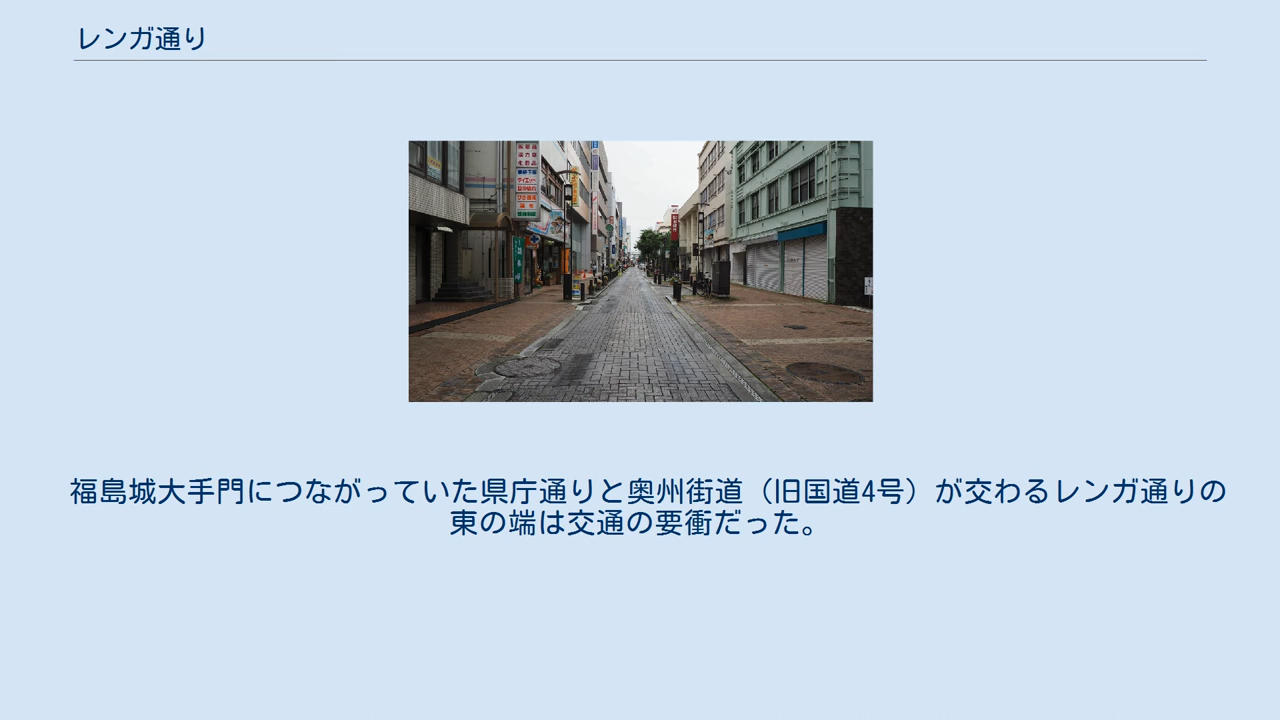 レンガ通り
福島城大手門につながっていた県庁通りと奥州街道（旧国道4号）が交わるレンガ通りの
東の端は交通の要衝だった。